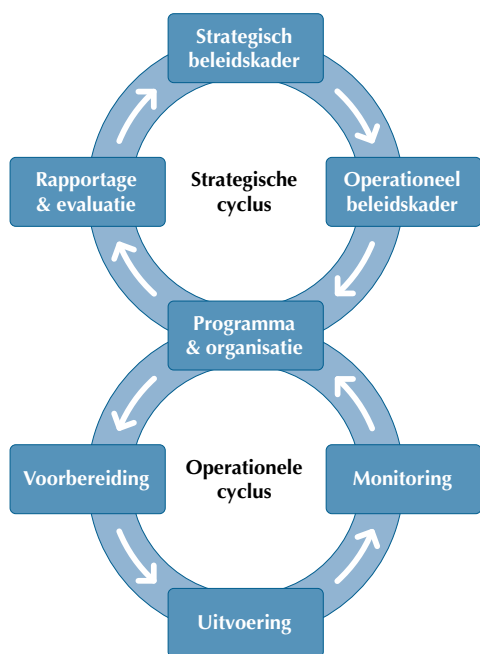 Strategisch
beleidskader
Rapportage
& evaluatie
Strategische
cyclus
Operationeel
beleidskader
Programma
& organisatie
Voorbereiding
Operationele
cyclus
Monitoring
Uitvoering